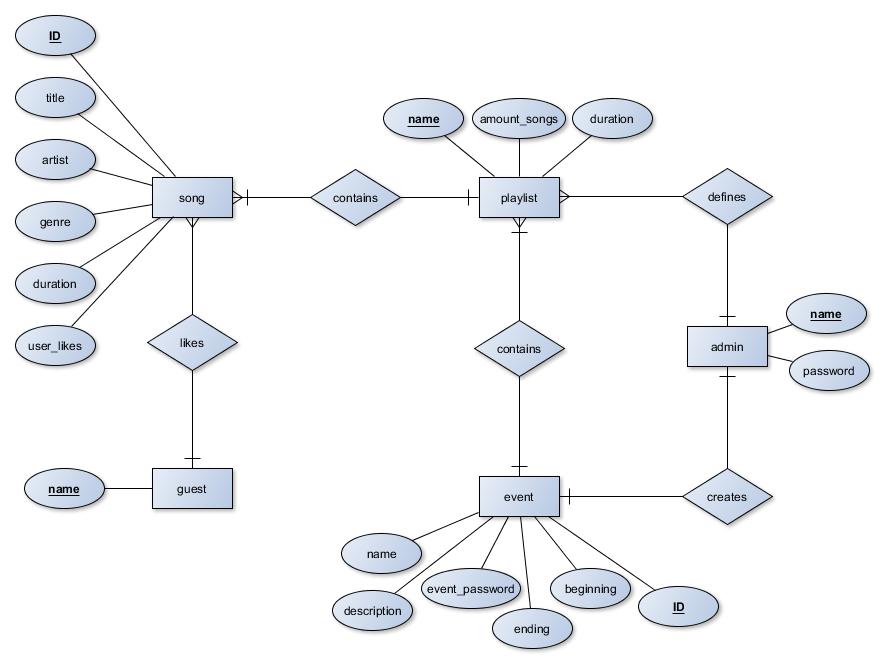 ID
title
artist
genre
duration
user_likes
song
contains
name
amount_songs
duration
playlist
defines
likes
contains
admin
name
password
name
guest
event
creates
name
description
event_password
ending
beginning
ID